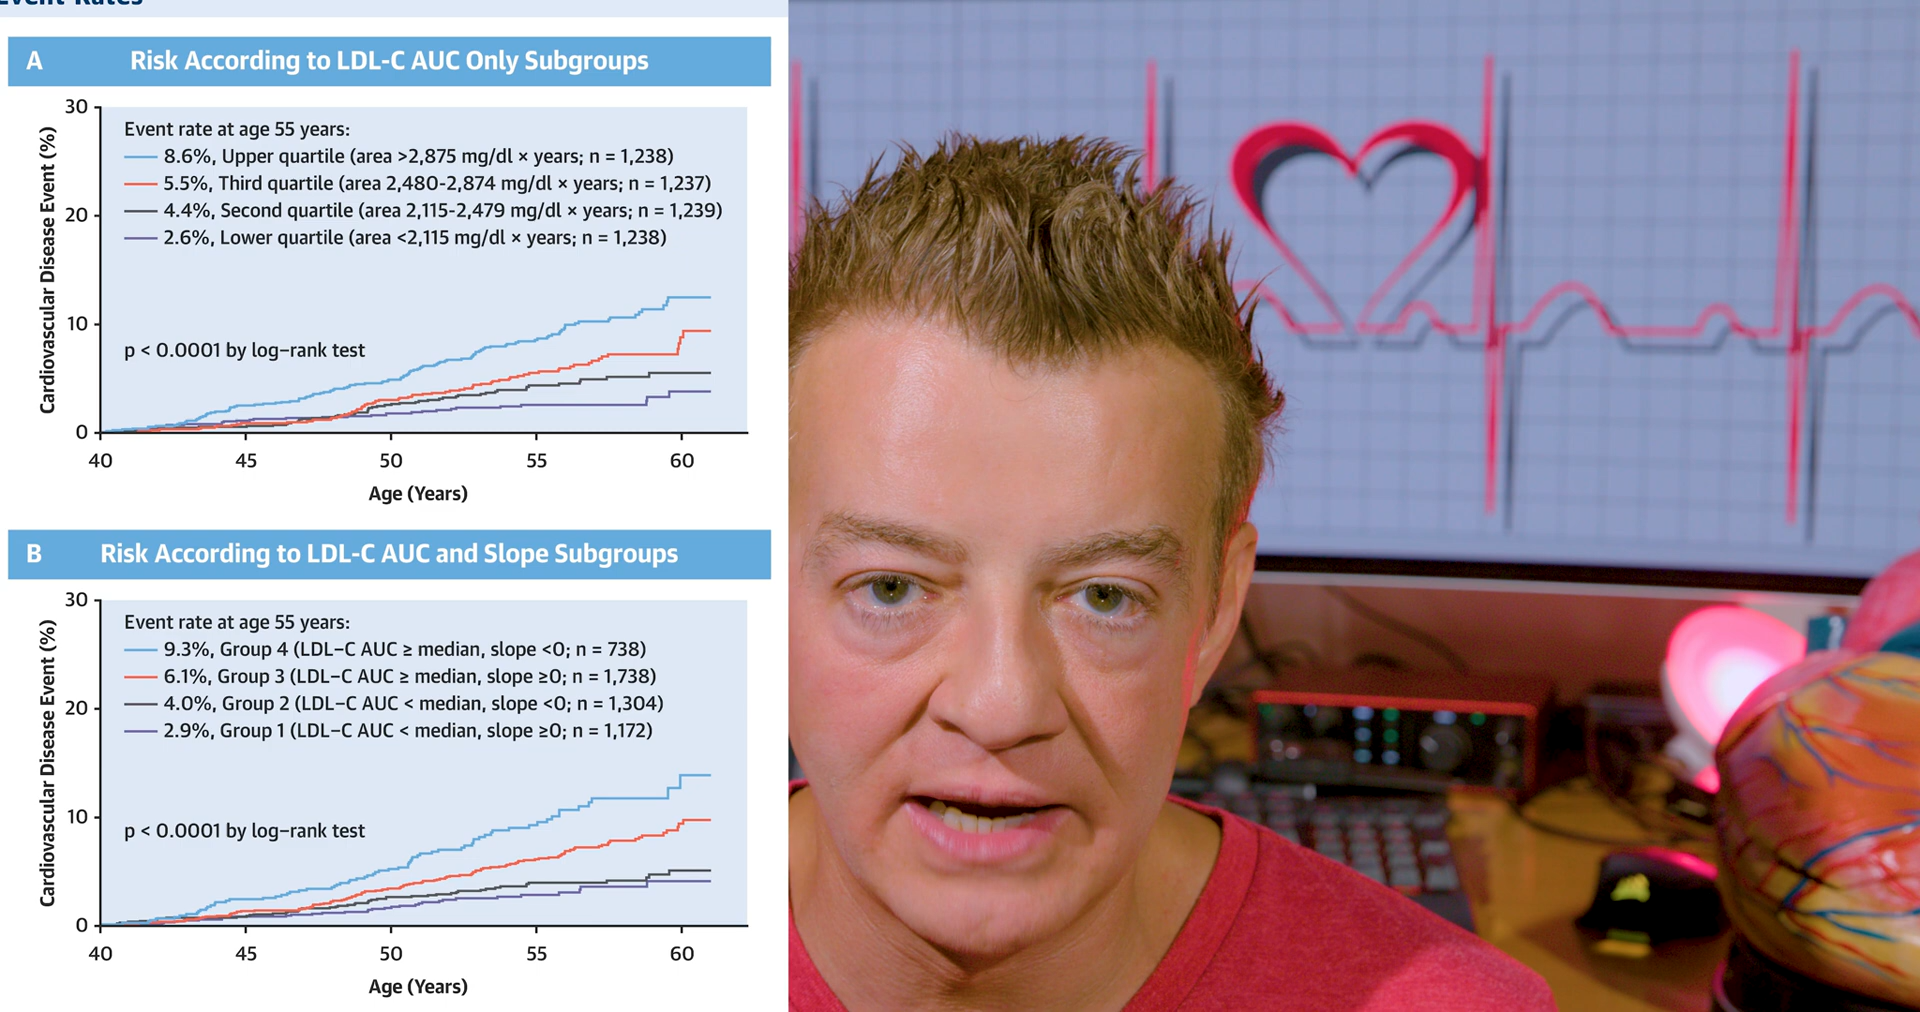 Event Rates
A Risk According to LDL-C AUC Only Subgroups
30
20
10
0
Cardiovascular Disease Event (%)
Event rate at age 55 years:
8.6%, Upper quartile (area >2,875 mg/dl × years; n = 1,238)
5.5%, Third quartile (area 2,480-2,874 mg/dl × years; n = 1,237)
4.4%, Second quartile (area 2,115-2,479 mg/dl × years; n = 1,239)
2.6%, Lower quartile (area <2,115 mg/dl × years; n = 1,238)
p < 0.0001 by log-rank test
40 45 50 55 60
Age (Years)
B Risk According to LDL-C AUC and Slope Subgroups
30
20
10
0
Cardiovascular Disease Event (%)
Event rate at age 55 years:
9.3%, Group 4 (LDL-C AUC ≥ median, slope <0; n = 738)
6.1%, Group 3 (LDL-C AUC ≥ median, slope ≥0; n = 1,738)
4.0%, Group 2 (LDL-C AUC < median, slope <0; n = 1,304)
2.9%, Group 1 (LDL-C AUC < median, slope ≥0; n = 1,172)
p < 0.0001 by log-rank test
40 45 50 55 60
Age (Years)